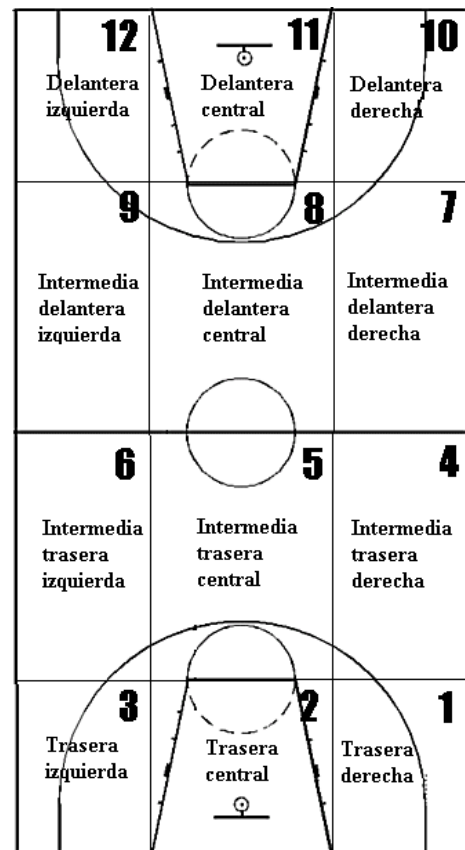 12
11
10
Delantera
izquierda
Delantera
central
Delantera
derecha
9
8
7
Intermedia
delantera
izquierda
Intermedia
delantera
central
Intermedia
delantera
derecha
6
5
4
Intermedia
trasera
izquierda
Intermedia
trasera
central
Intermedia
trasera
derecha
3
2
1
Trasera
izquierda
Trasera
central
Trasera
derecha